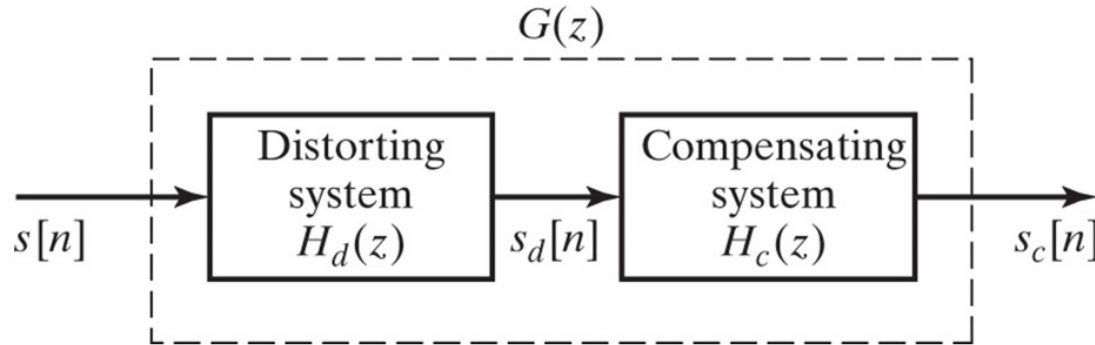 G(z)
Distorting
system
H_d(z)
Compensating
system
H_c(z)
s[n]
s_d[n]
s_c[n]